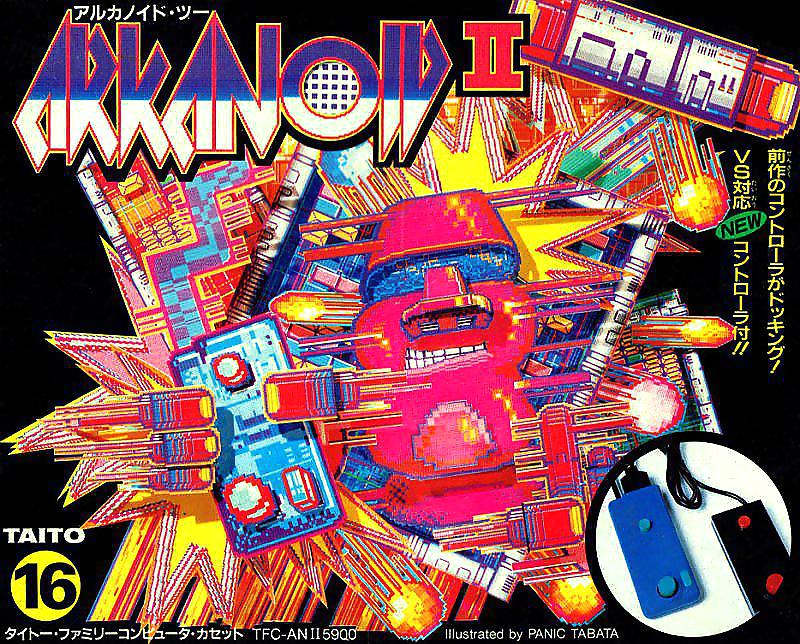 アルカノイド・ツー
ARKANOID II
前作のコントローラがドッキング!
VS対応 NEW コントローラ付!!
TAITO
16
タイトー・ファミリーコンピュータ・カセット TFC-ANII 5900
Illustrated by PANIC TABATA